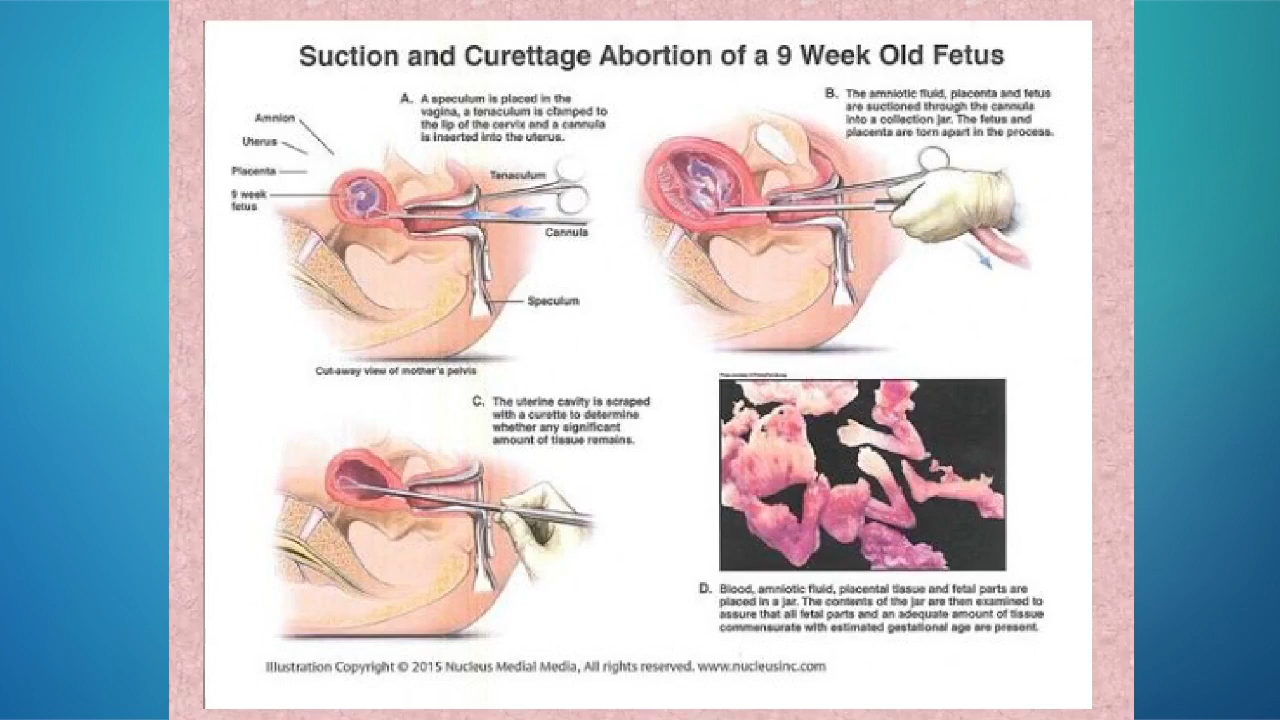 Suction and Curettage Abortion of a 9 Week Old Fetus
A. A speculum is placed in the
vagina, a tenaculum is clamped to
the lip of the cervix and a cannula
is inserted into the uterus.
Amnion
Uterus
Placenta
9 week
fetus
Tenaculum
Cannula
Speculum
Cut-away view of mother's pelvis
B. The amniotic fluid, placenta and fetus
are suctioned through the cannula
into a collection jar. The fetus and
placenta are torn apart in the process.
C. The uterine cavity is scraped
with a curette to determine
whether any significant
amount of tissue remains.
D. Blood, amniotic fluid, placental tissue and fetal parts are
placed in a jar. The contents of the jar are then examined to
assure that all fetal parts and an adequate amount of tissue
commensurate with estimated gestational age are present.
Illustration Copyright © 2015 Nucleus Medial Media, All rights reserved. www.nucleusinc.com